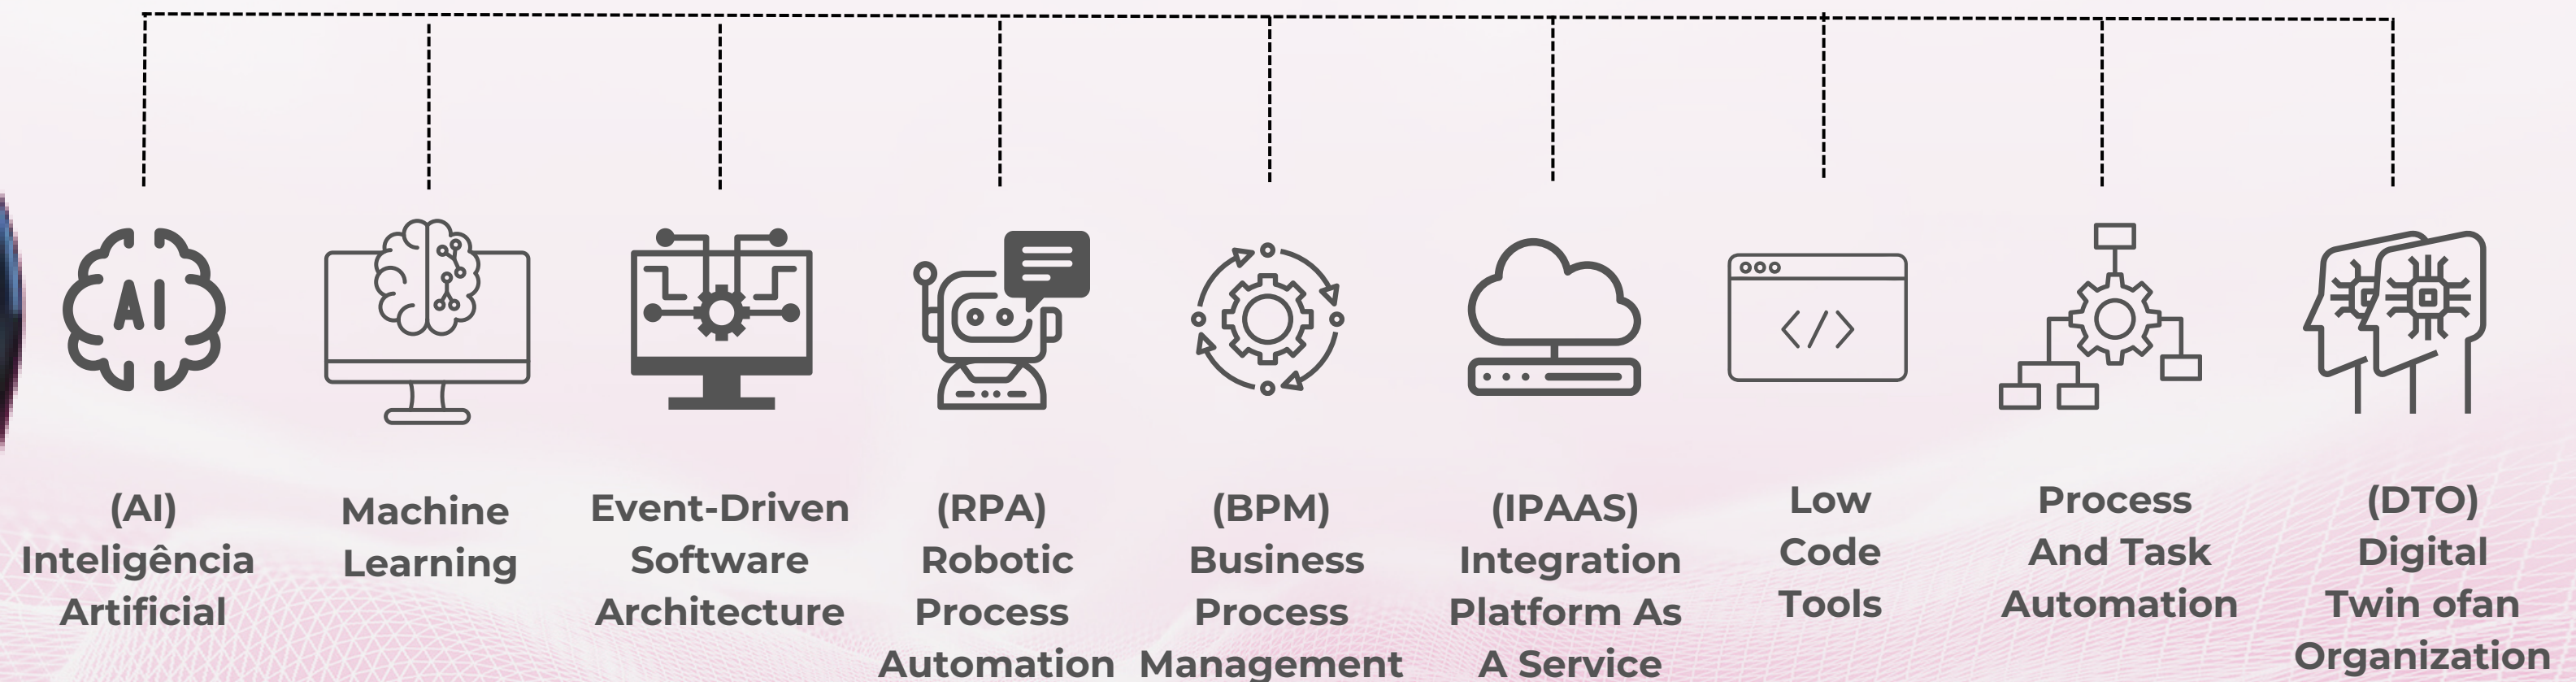 AI
(AI)
Inteligência
Artificial
Machine
Learning
Event-Driven
Software
Architecture
(RPA)
Robotic
Process
Automation
(BPM)
Business
Process
Management
(IPAAS)
Integration
Platform As
A Service
Low
Code
Tools
Process
And Task
Automation
(DTO)
Digital
Twin ofan
Organization